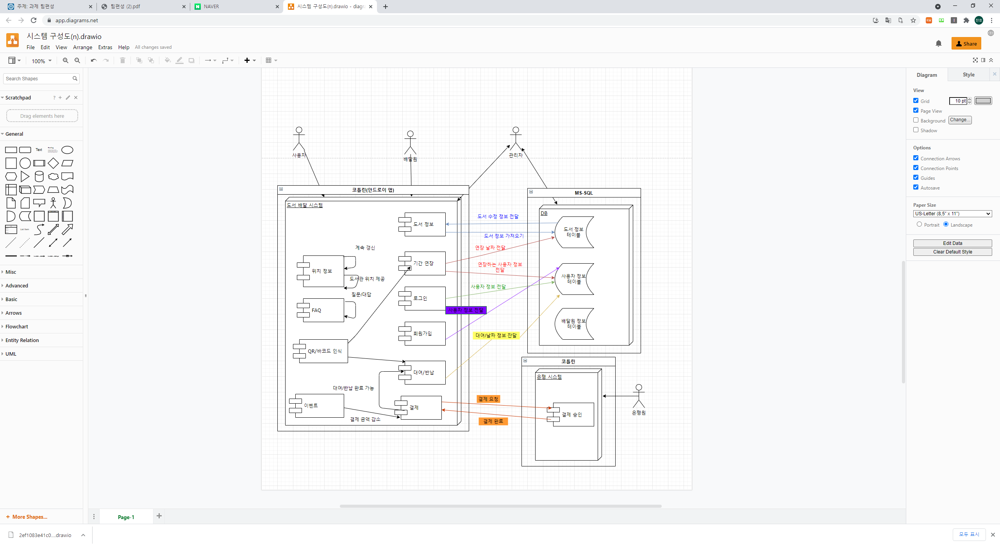 주제: 과제 팀편성
팀편성 (2).pdf
NAVER
시스템 구성도(n).drawio - diagra
app.diagrams.net
찬호
시스템 구성도(n).drawio
File Edit View Arrange Extras Help All changes saved
Share
100%
Search Shapes
Scratchpad
Drag elements here
General
Text
Heading
List Item
Misc
Advanced
Basic
Arrows
Flowchart
Entity Relation
UML
+ More Shapes...
사용자
배달원
관리자
코틀린(안드로이 앱)
도서 배달 시스템
도서 정보
계속 갱신
위치 정보
도서관 위치 제공
기간 연장
질문/대답
FAQ
로그인
회원가입
QR/바코드 인식
대여/반납
대여/반납 완료 가능
이벤트
결제
결제 금액 감소
도서 수정 정보 전달
도서 정보 가져오기
연장 날짜 전달
연장하는 사용자 정보
전달
사용자 정보 전달
사용자 정보 전달
대여/날짜 정보 잔달
결제 요청
결제 완료
MS-SQL
DB
도서 정보
테이블
사용자 정보
테이블
배달원 정보
테이블
코틀린
은행 시스템
결제 승인
은행원
Diagram
Style
View
Grid
10 pt
Page View
Background
Change...
Shadow
Options
Connection Arrows
Connection Points
Guides
Autosave
Paper Size
US-Letter (8,5" x 11")
Portrait
Landscape
Edit Data
Clear Default Style
Page-1
2ef1083e41c0....drawio
모두 표시